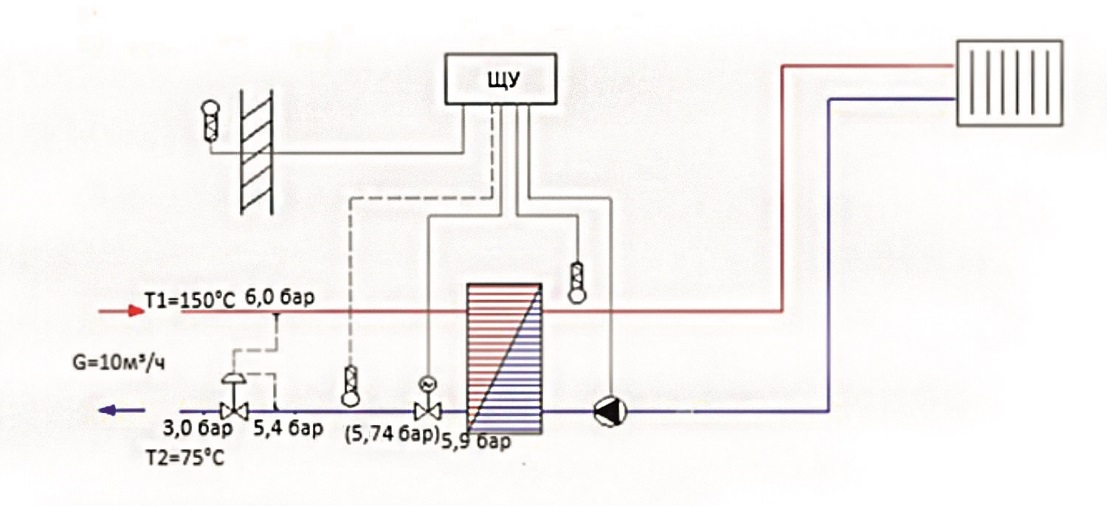 ЩУ
T1=150°C 6,0 бар
G=10м³/ч
3,0 бар 5,4 бар (5,74 бар) 5,9 бар
T2=75°C